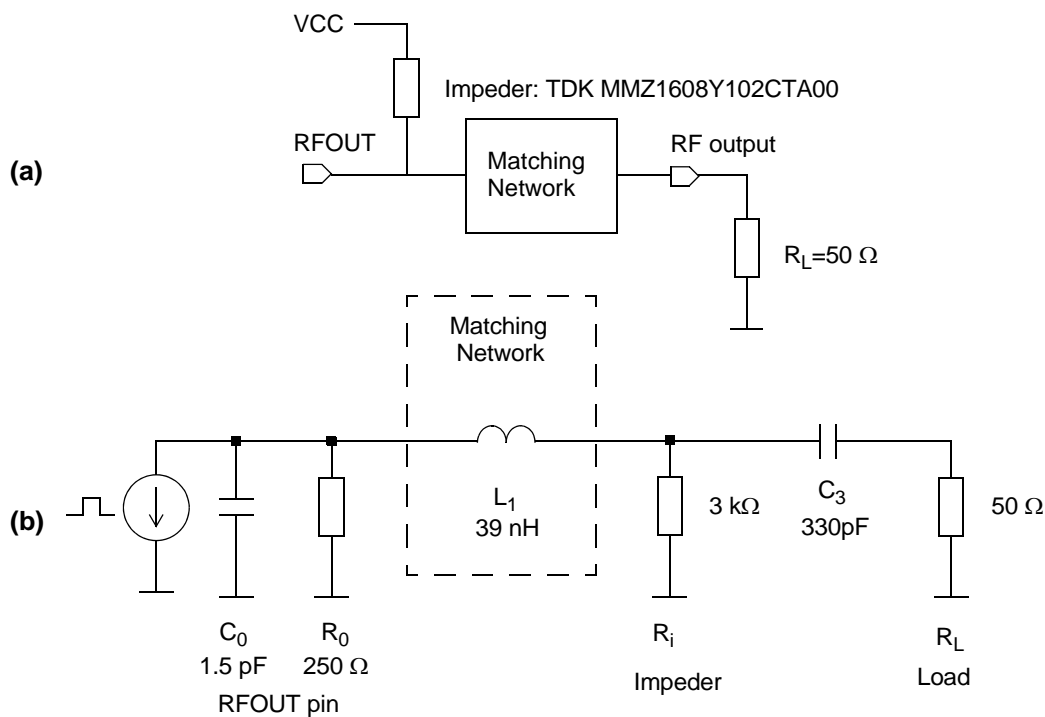 VCC
Impeder: TDK MMZ1608Y102CTA00
RFOUT
Matching
Network
RF output
(a)
RL=50 Ω
Matching
Network
(b)
L1
39 nH
3 kΩ
C3
330pF
50 Ω
C0
1.5 pF
R0
250 Ω
RFOUT pin
Ri
Impeder
RL
Load